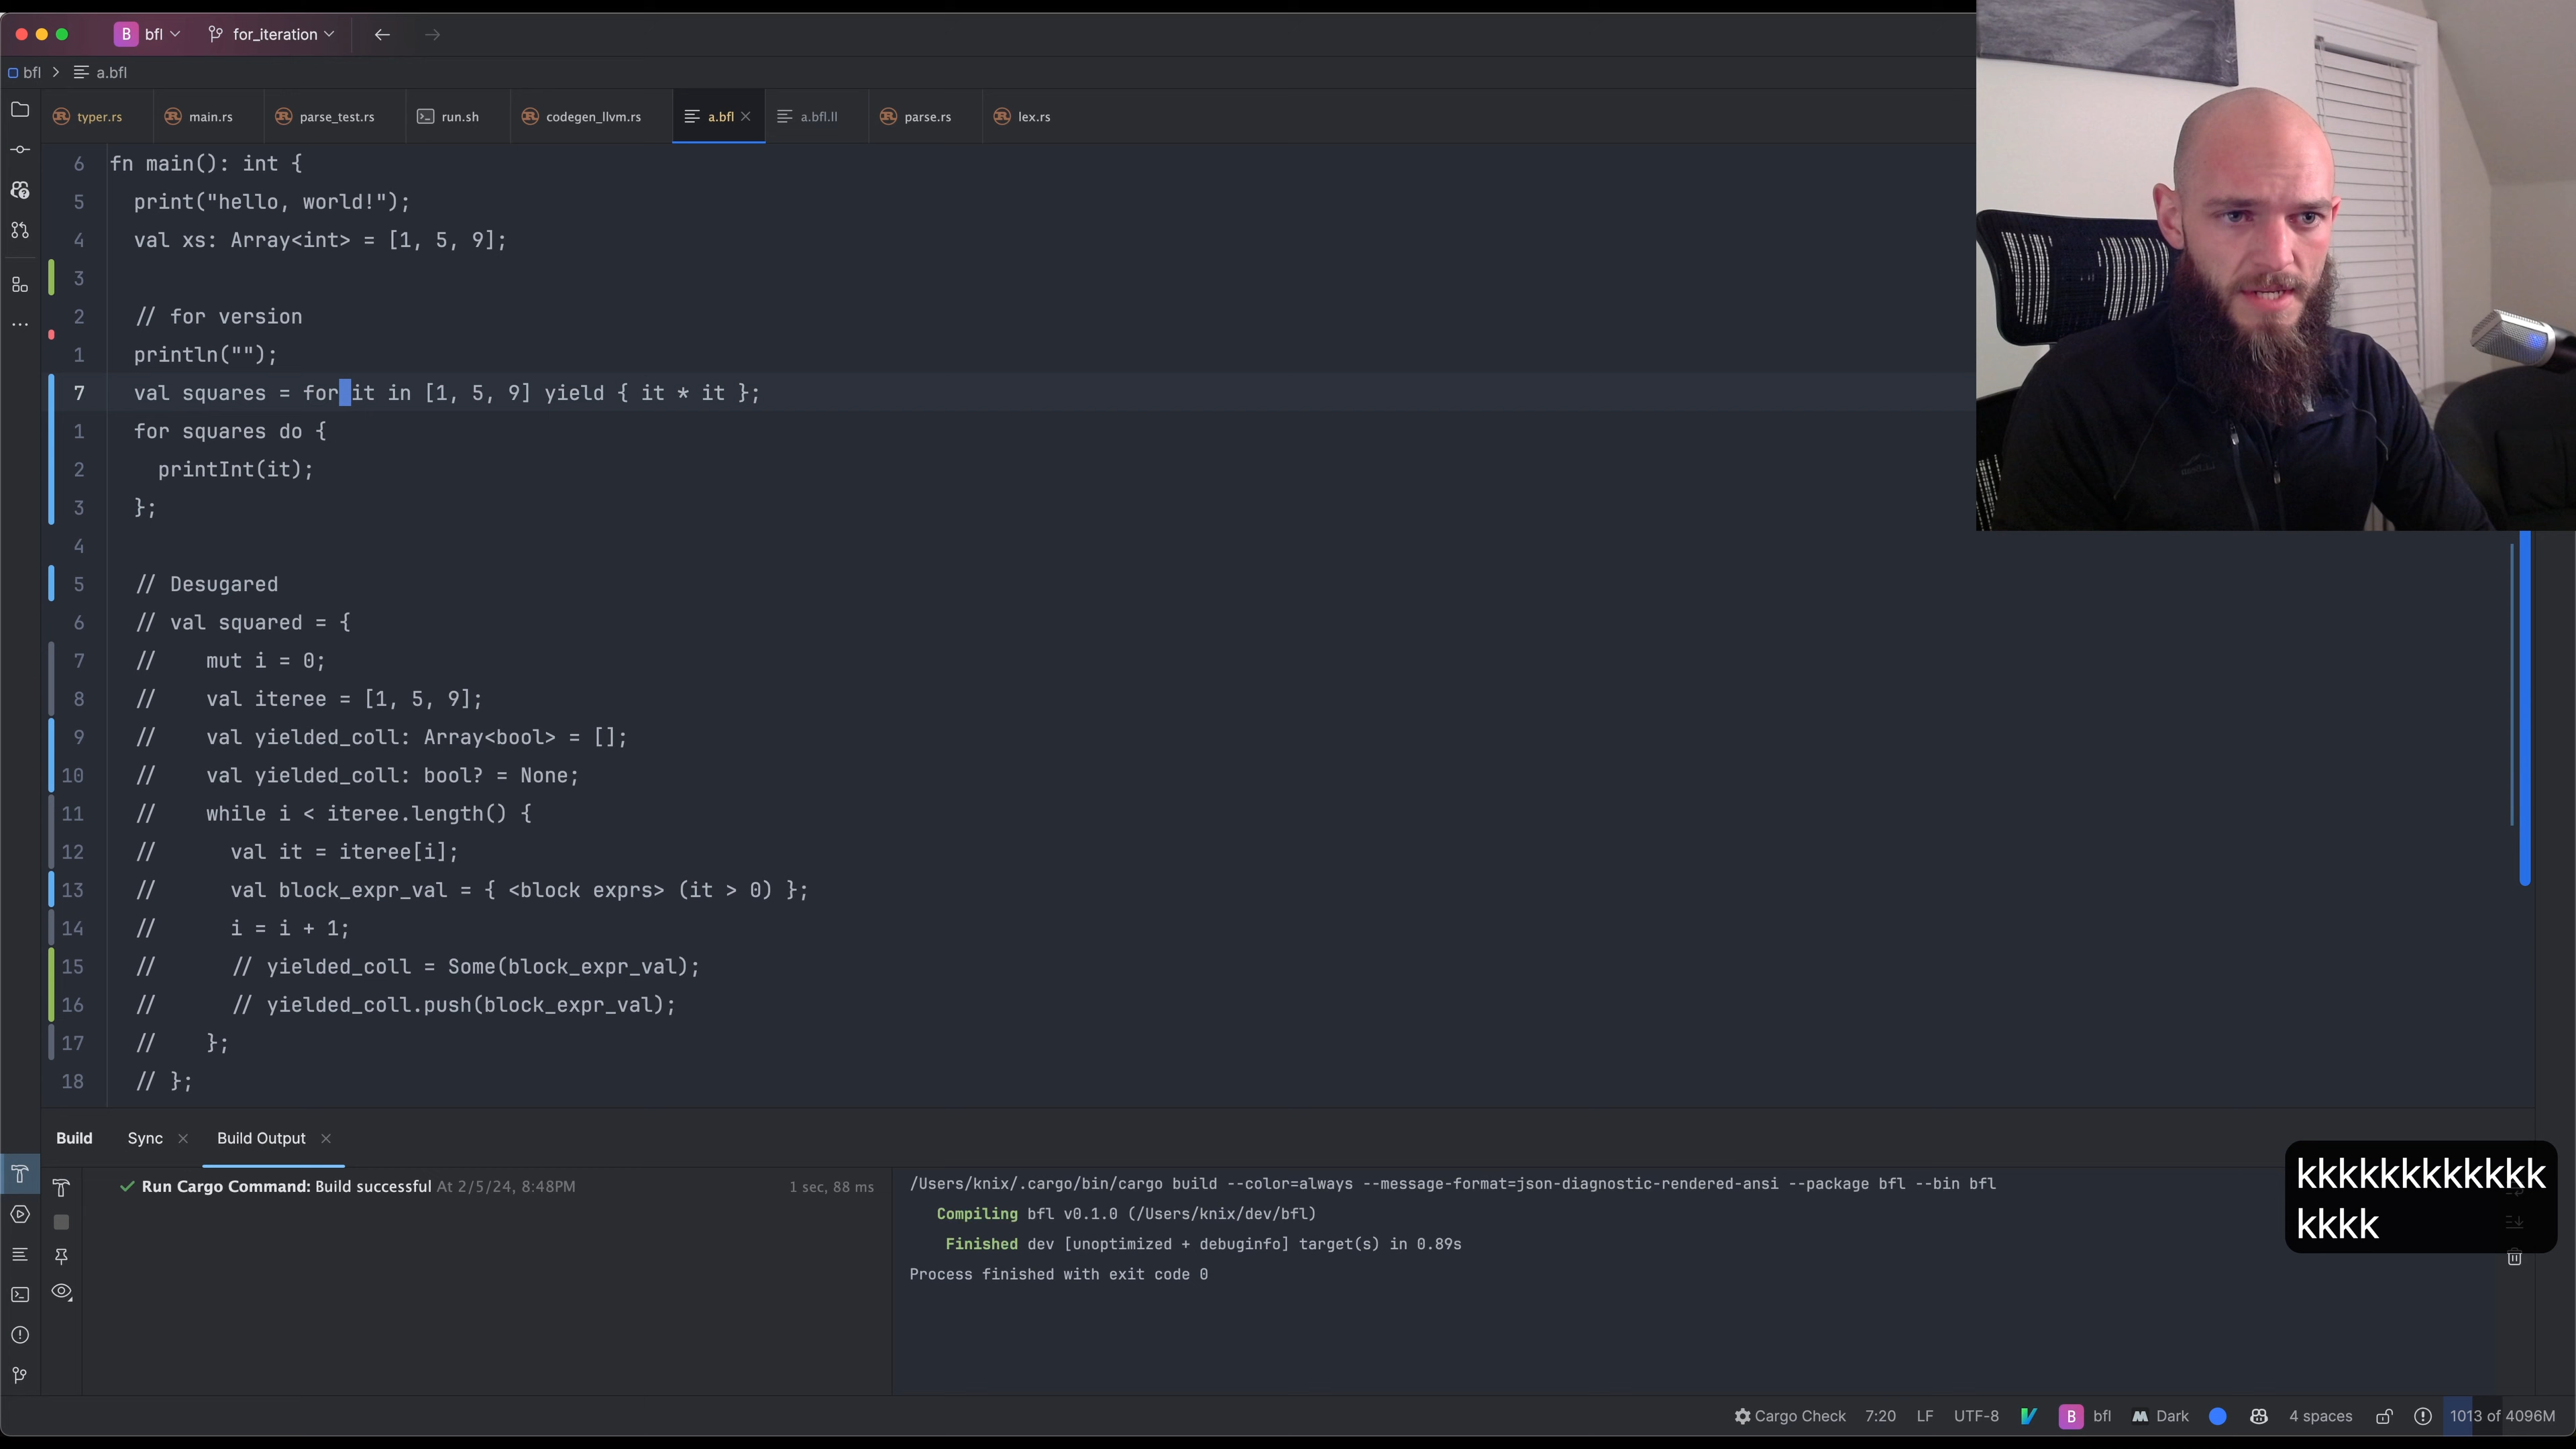 B bfl for_iteration
bfl a.bfl
typer.rs main.rs parse_test.rs run.sh codegen_llvm.rs a.bfl a.bfl.ll parse.rs lex.rs
6 fn main(): int {
5 print("hello, world!");
4 val xs: Array<int> = [1, 5, 9];
3
2 // for version
1 println("");
7 val squares = for it in [1, 5, 9] yield { it * it };
1 for squares do {
2 printInt(it);
3 };
4
5 // Desugared
6 // val squared = {
7 // mut i = 0;
8 // val iteree = [1, 5, 9];
9 // val yielded_coll: Array<bool> = [];
10 // val yielded_coll: bool? = None;
11 // while i < iteree.length() {
12 // val it = iteree[i];
13 // val block_expr_val = { <block exprs> (it > 0) };
14 // i = i + 1;
15 // // yielded_coll = Some(block_expr_val);
16 // // yielded_coll.push(block_expr_val);
17 // };
18 // };
Build Sync Build Output
Run Cargo Command: Build successful At 2/5/24, 8:48PM 1 sec, 88 ms
/Users/knix/.cargo/bin/cargo build --color=always --message-format=json-diagnostic-rendered-ansi --package bfl --bin bfl
Compiling bfl v0.1.0 (/Users/knix/dev/bfl)
Finished dev [unoptimized + debuginfo] target(s) in 0.89s
Process finished with exit code 0
kkkkkkkkkkkk
kkkk
Cargo Check 7:20 LF UTF-8 B bfl Dark 4 spaces 1013 of 4096M